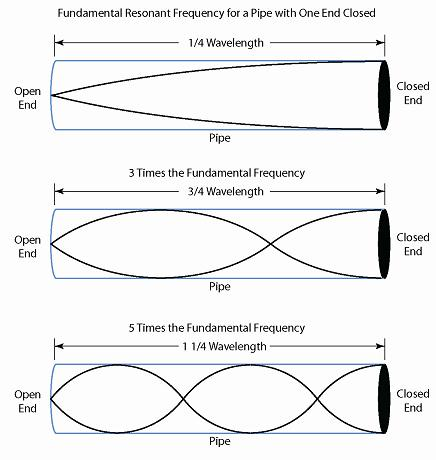 Fundamental Resonant Frequency for a Pipe with One End Closed
1/4 Wavelength
Open
End
Closed
End
Pipe
3 Times the Fundamental Frequency
3/4 Wavelength
Open
End
Closed
End
Pipe
5 Times the Fundamental Frequency
1 1/4 Wavelength
Open
End
Closed
End
Pipe